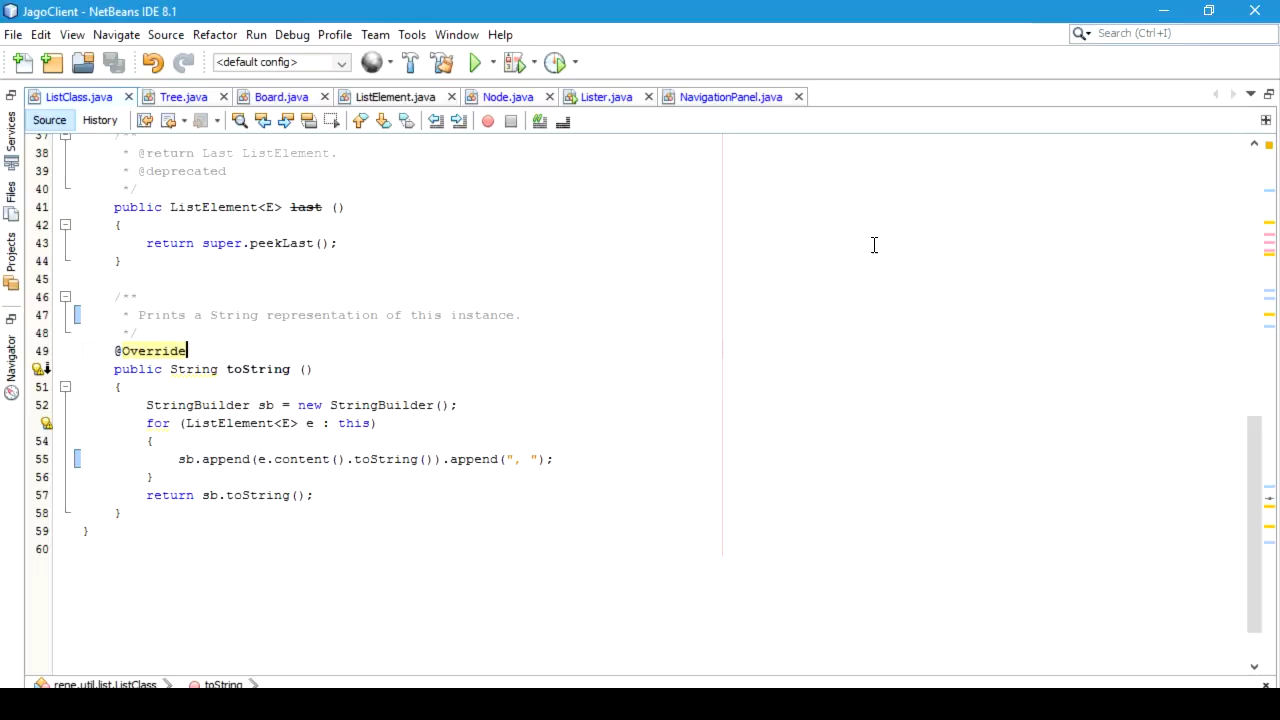 JagoClient - NetBeans IDE 8.1
File Edit View Navigate Source Refactor Run Debug Profile Team Tools Window Help
Search (Ctrl+I)
<default config>
ListClass.java Tree.java Board.java ListElement.java Node.java Lister.java NavigationPanel.java
Source History
Services
Files
Projects
Navigator
37 /**
38 * @return Last ListElement.
39 * @deprecated
40 */
41 public ListElement<E> last ()
42 {
43 return super.peekLast();
44 }
45
46 /**
47 * Prints a String representation of this instance.
48 */
49 @Override
public String toString ()
51 {
52 StringBuilder sb = new StringBuilder();
for (ListElement<E> e : this)
54 {
55 sb.append(e.content().toString()).append(", ");
56 }
57 return sb.toString();
58 }
59 }
60
rene.util.list.ListClass toString